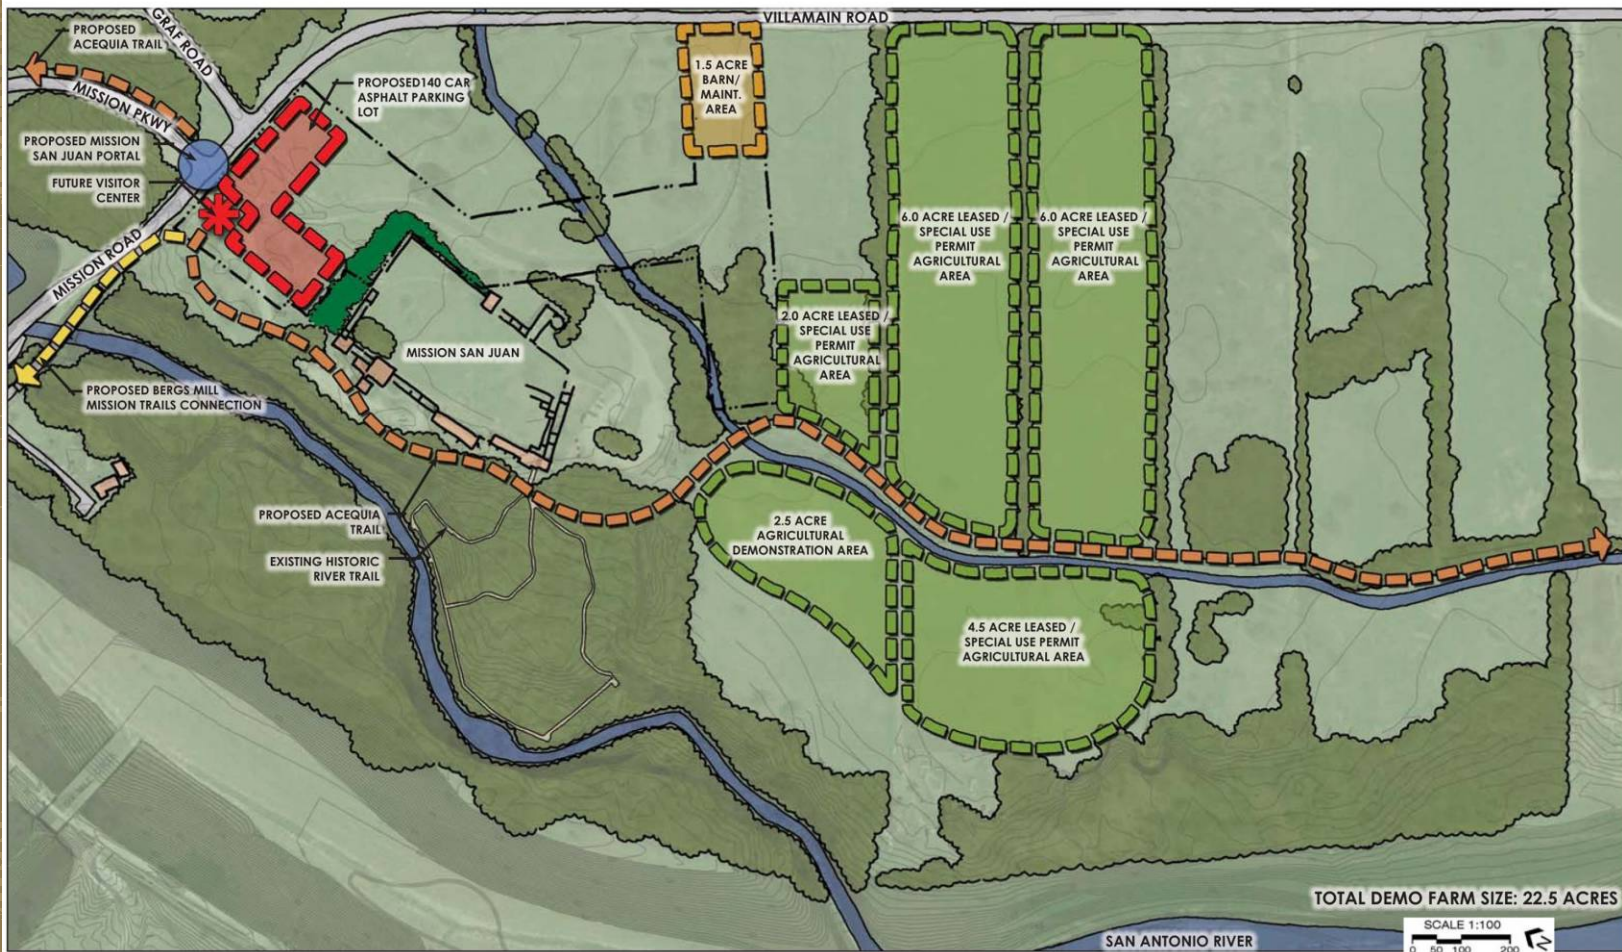 VILLAMAIN ROAD
GRAF ROAD
PROPOSED
ACEQUIA TRAIL
MISSION PKWY
PROPOSED140 CAR
ASPHALT PARKING
LOT
1.5 ACRE
BARN/
MAINT.
AREA
PROPOSED MISSION
SAN JUAN PORTAL
FUTURE VISITOR
CENTER
MISSION ROAD
6.0 ACRE LEASED /
SPECIAL USE
PERMIT
AGRICULTURAL
AREA
6.0 ACRE LEASED /
SPECIAL USE
PERMIT
AGRICULTURAL
AREA
2.0 ACRE LEASED /
SPECIAL USE
PERMIT
AGRICULTURAL
AREA
MISSION SAN JUAN
PROPOSED BERGS MILL
MISSION TRAILS CONNECTION
PROPOSED ACEQUIA
TRAIL
EXISTING HISTORIC
RIVER TRAIL
2.5 ACRE
AGRICULTURAL
DEMONSTRATION AREA
4.5 ACRE LEASED /
SPECIAL USE PERMIT
AGRICULTURAL AREA
TOTAL DEMO FARM SIZE: 22.5 ACRES
SCALE 1:100
0 50 100 200
SAN ANTONIO RIVER